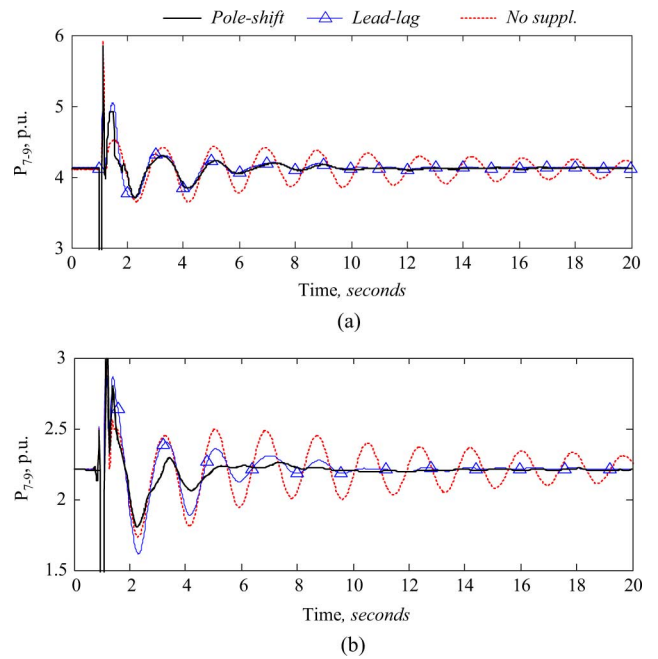 Pole-shift Lead-lag No suppl.
6
5
4
3
P7-9, p.u.
0 2 4 6 8 10 12 14 16 18 20
Time, seconds
(a)
3
2.5
2
1.5
P7-9, p.u.
0 2 4 6 8 10 12 14 16 18 20
Time, seconds
(b)